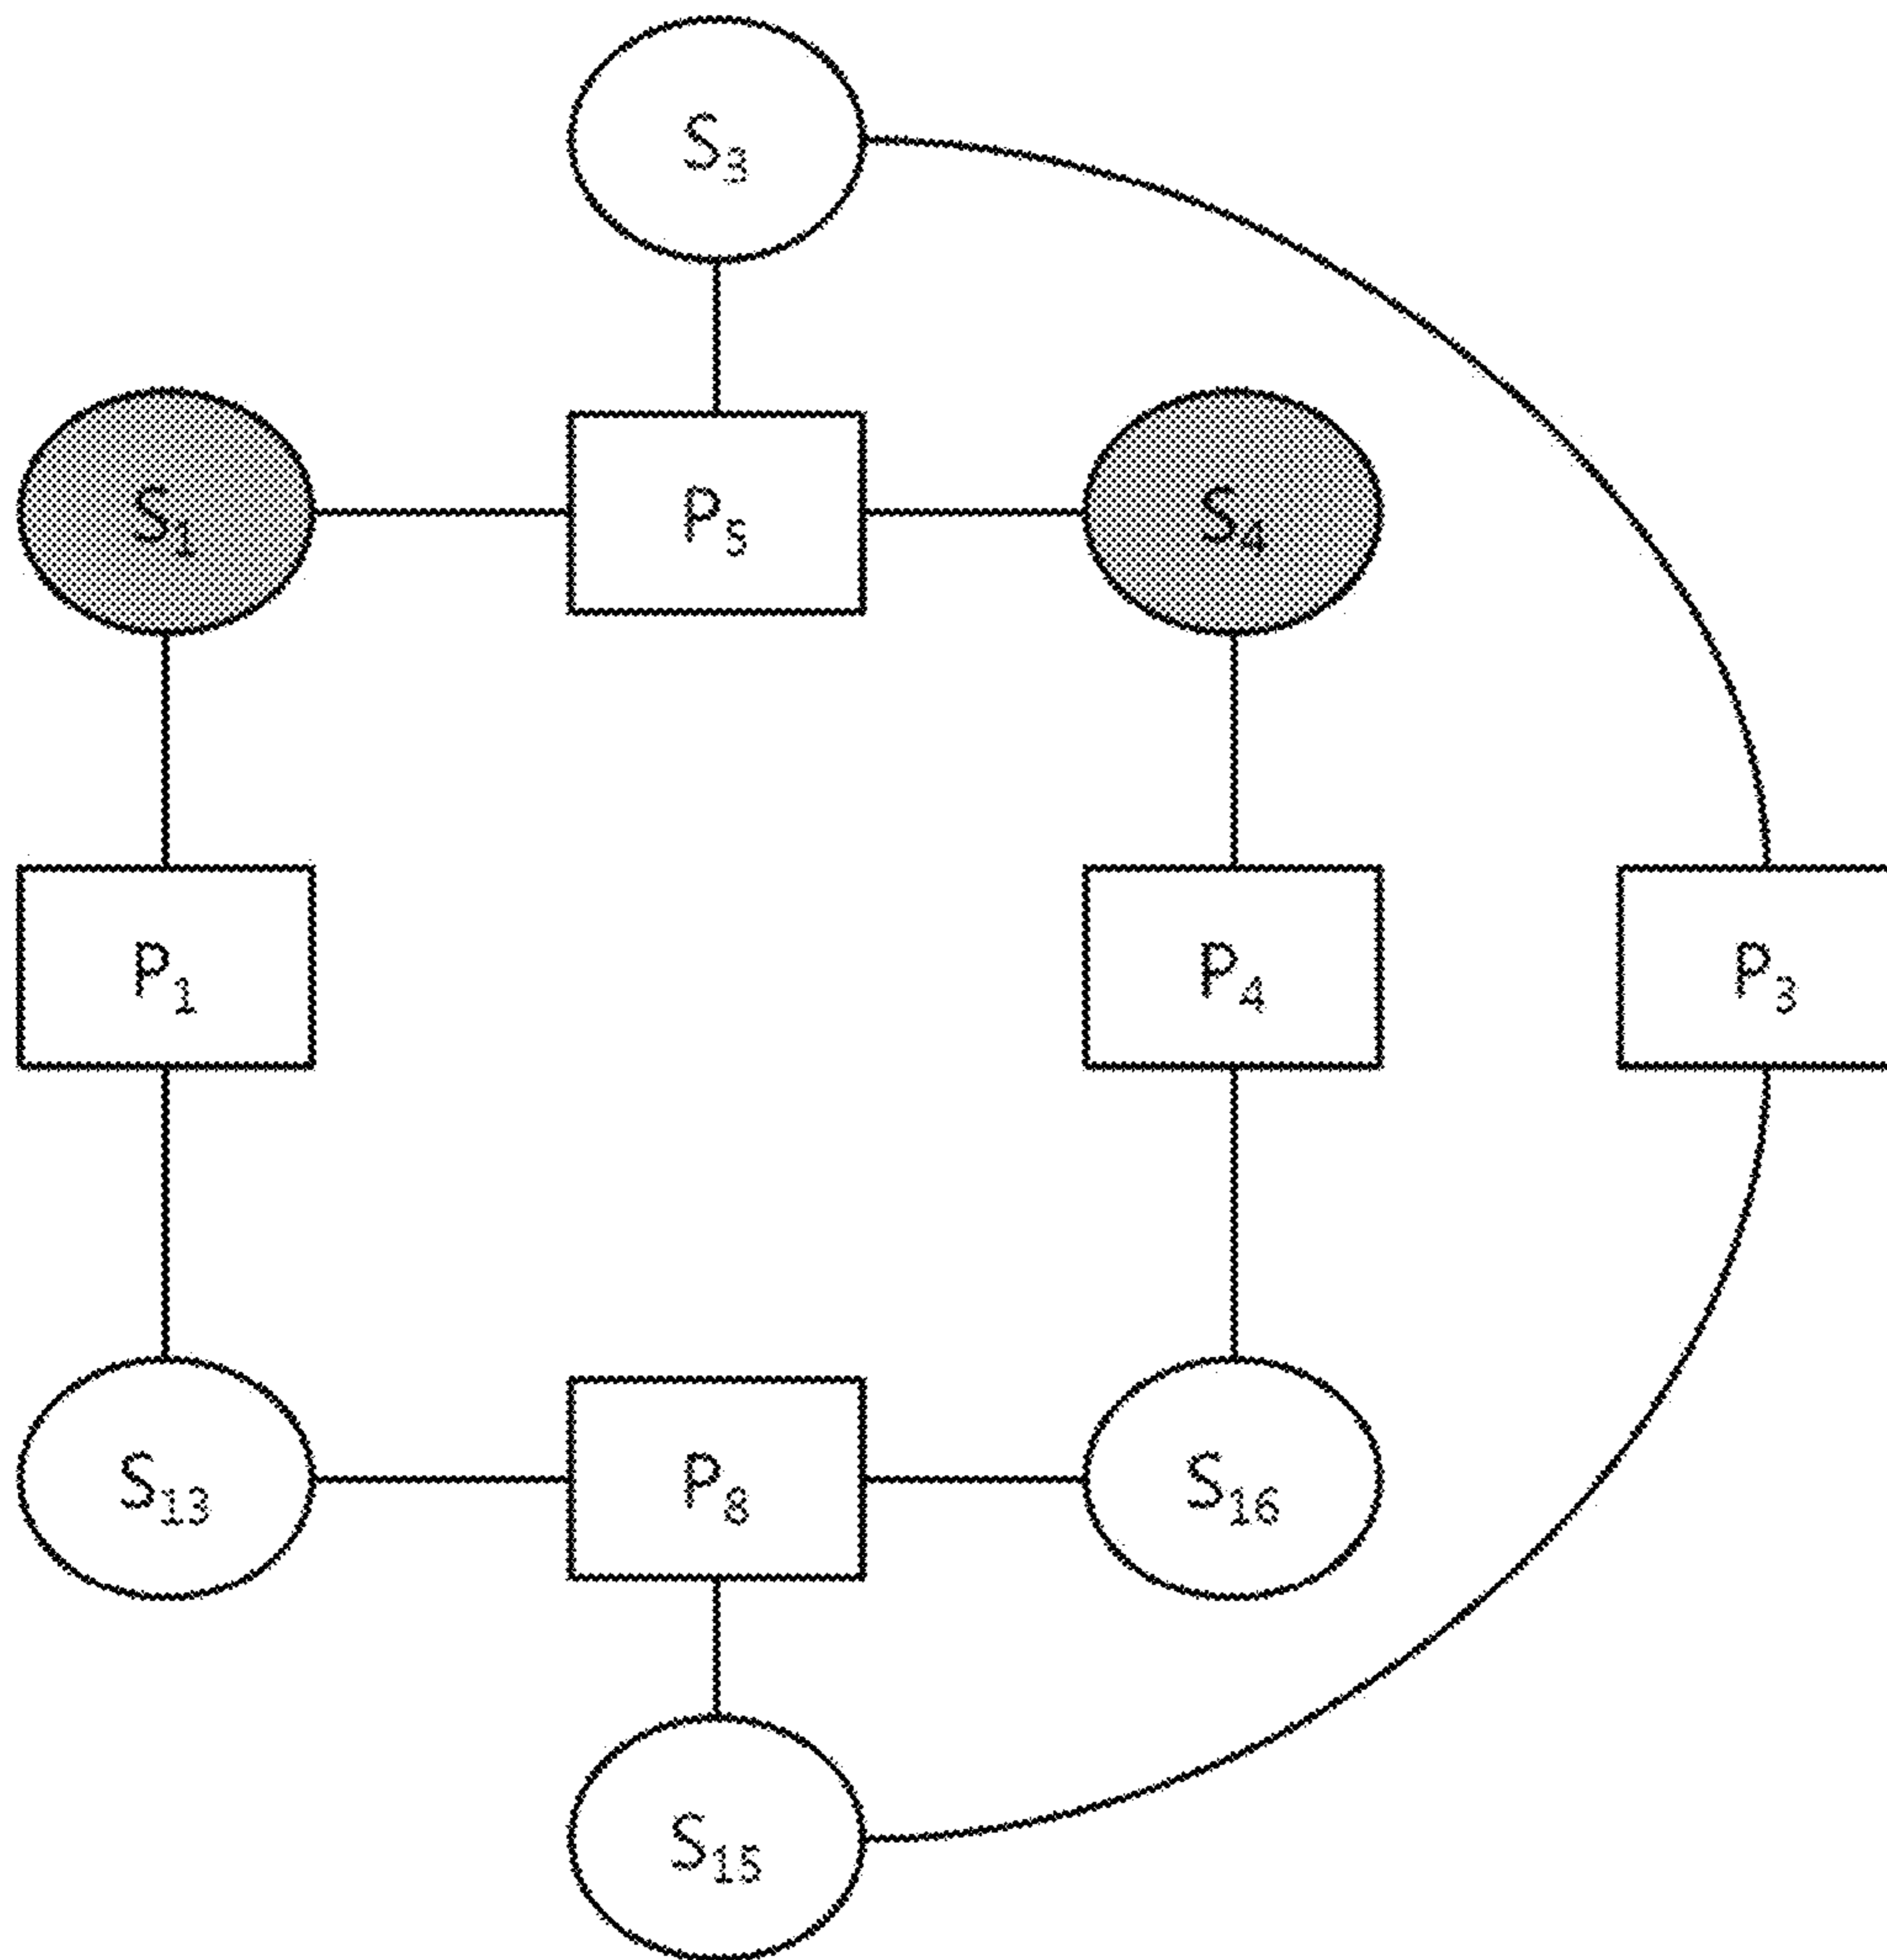 S₃
S₁ P₅ S₄
P₁ P₄ P₃
S₁₃ P₈ S₁₆
S₁₅